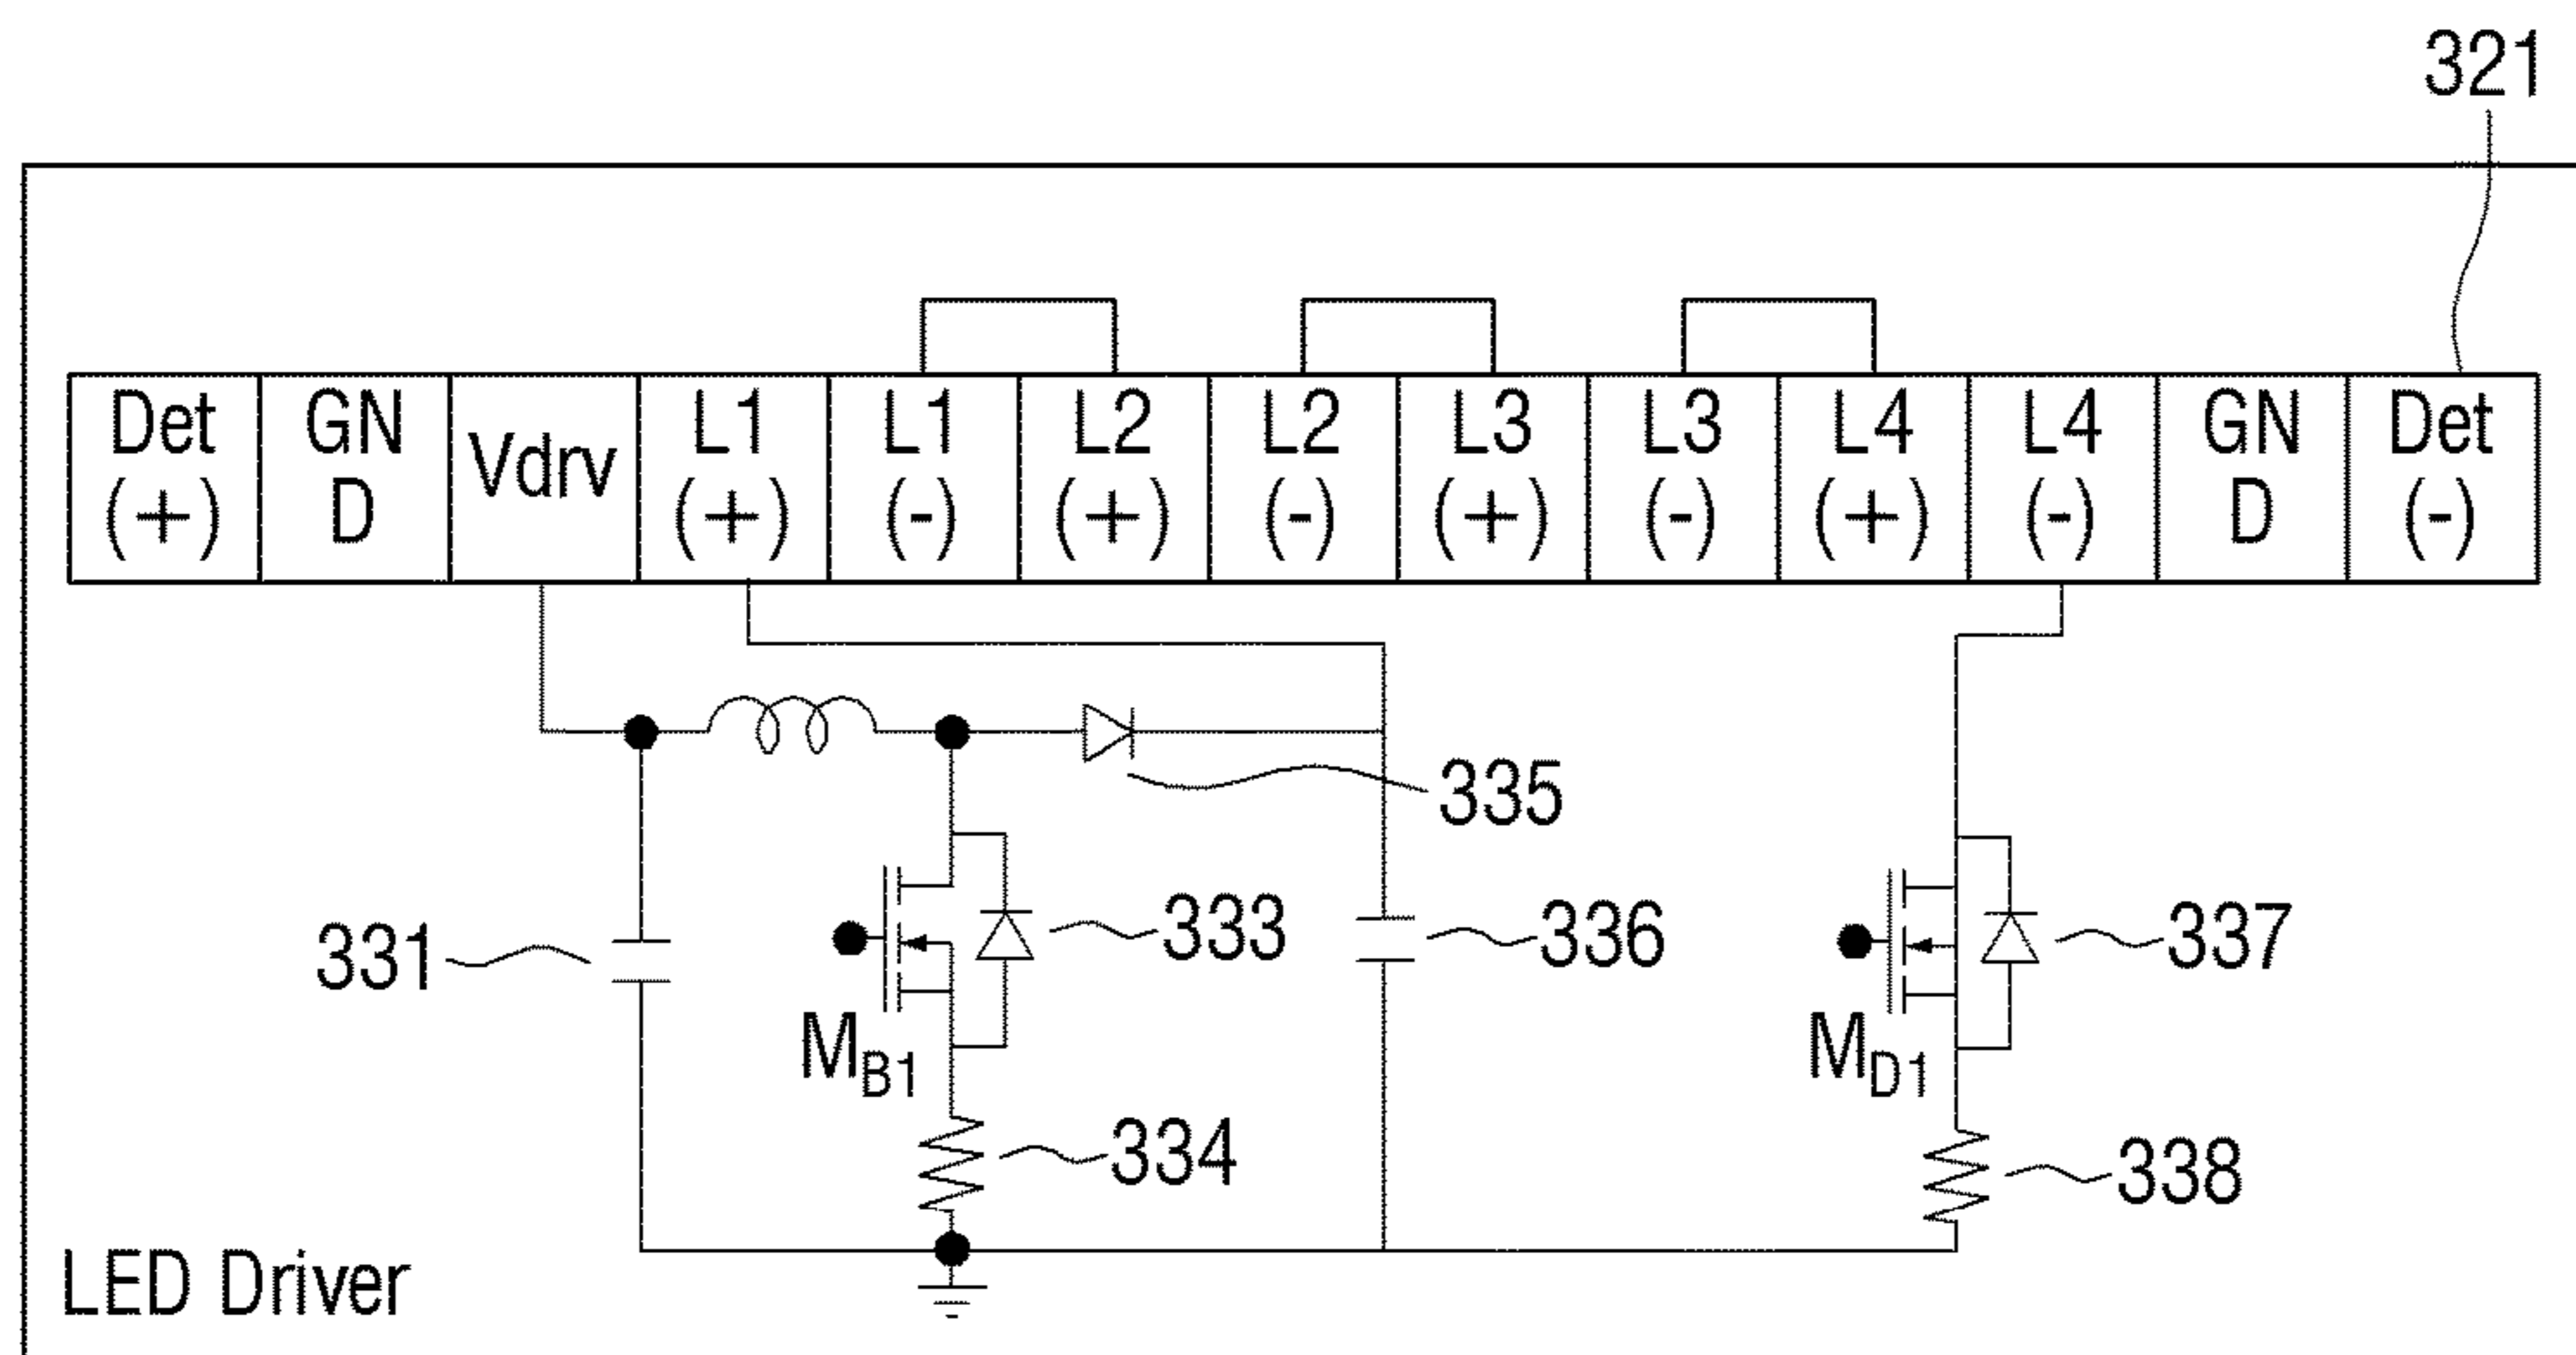 321
Det GN Vdrv L1 L1 L2 L2 L3 L3 L4 L4 GN Det
(+) D (+) (-) (+) (-) (+) (-) (+) (-) D (-)
335
331
333
336
337
MB1
MD1
334
338
LED Driver